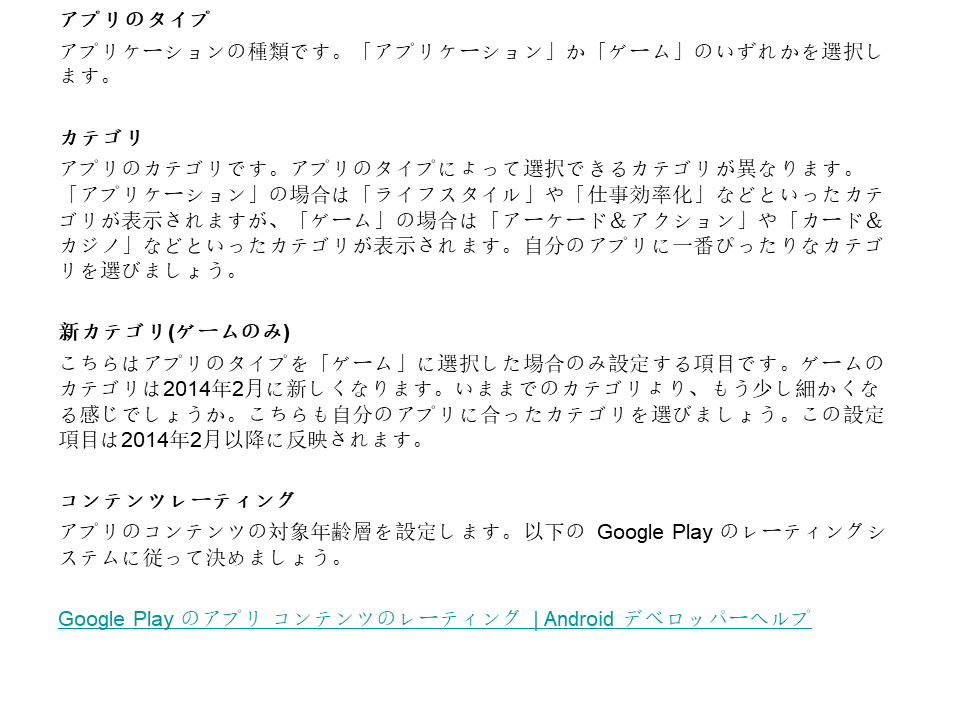 アプリのタイプ
アプリケーションの種類です。「アプリケーション」か「ゲーム」のいずれかを選択し
ます。
カテゴリ
アプリのカテゴリです。アプリのタイプによって選択できるカテゴリが異なります。
「アプリケーション」の場合は「ライフスタイル」や「仕事効率化」などといったカテ
ゴリが表示されますが、「ゲーム」の場合は「アーケード＆アクション」や「カード＆
カジノ」などといったカテゴリが表示されます。自分のアプリに一番ぴったりなカテゴ
リを選びましょう。
新カテゴリ(ゲームのみ)
こちらはアプリのタイプを「ゲーム」に選択した場合のみ設定する項目です。ゲームの
カテゴリは2014年2月に新しくなります。いままでのカテゴリより、もう少し細かくな
る感じでしょうか。こちらも自分のアプリに合ったカテゴリを選びましょう。この設定
項目は2014年2月以降に反映されます。
コンテンツレーティング
アプリのコンテンツの対象年齢層を設定します。以下の Google Play のレーティングシ
ステムに従って決めましょう。
Google Play のアプリ コンテンツのレーティング | Android デベロッパーヘルプ